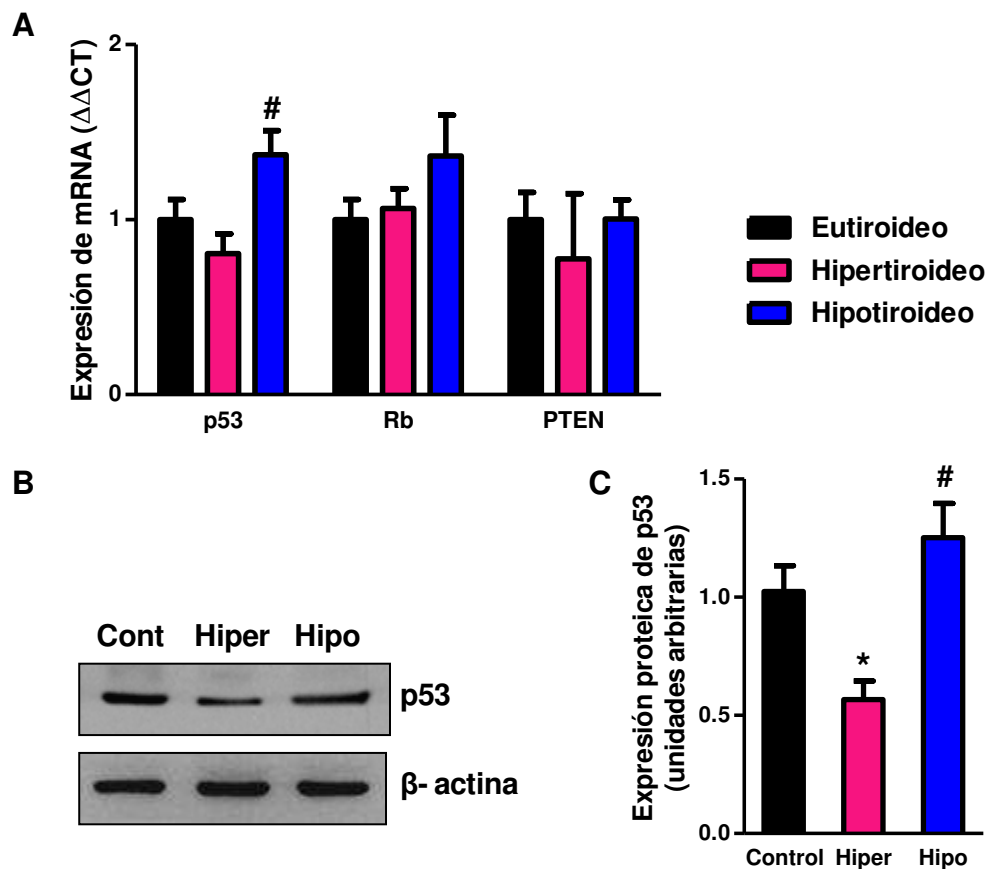 A
Expresión de mRNA (ΔΔCT)
2
1
0
#
p53
Rb
PTEN
Eutiroideo
Hipertiroideo
Hipotiroideo
B
Cont Hiper Hipo
p53
β- actina
C
Expresión proteica de p53
(unidades arbitrarias)
1.5
1.0
0.5
0.0
*
#
Control Hiper Hipo